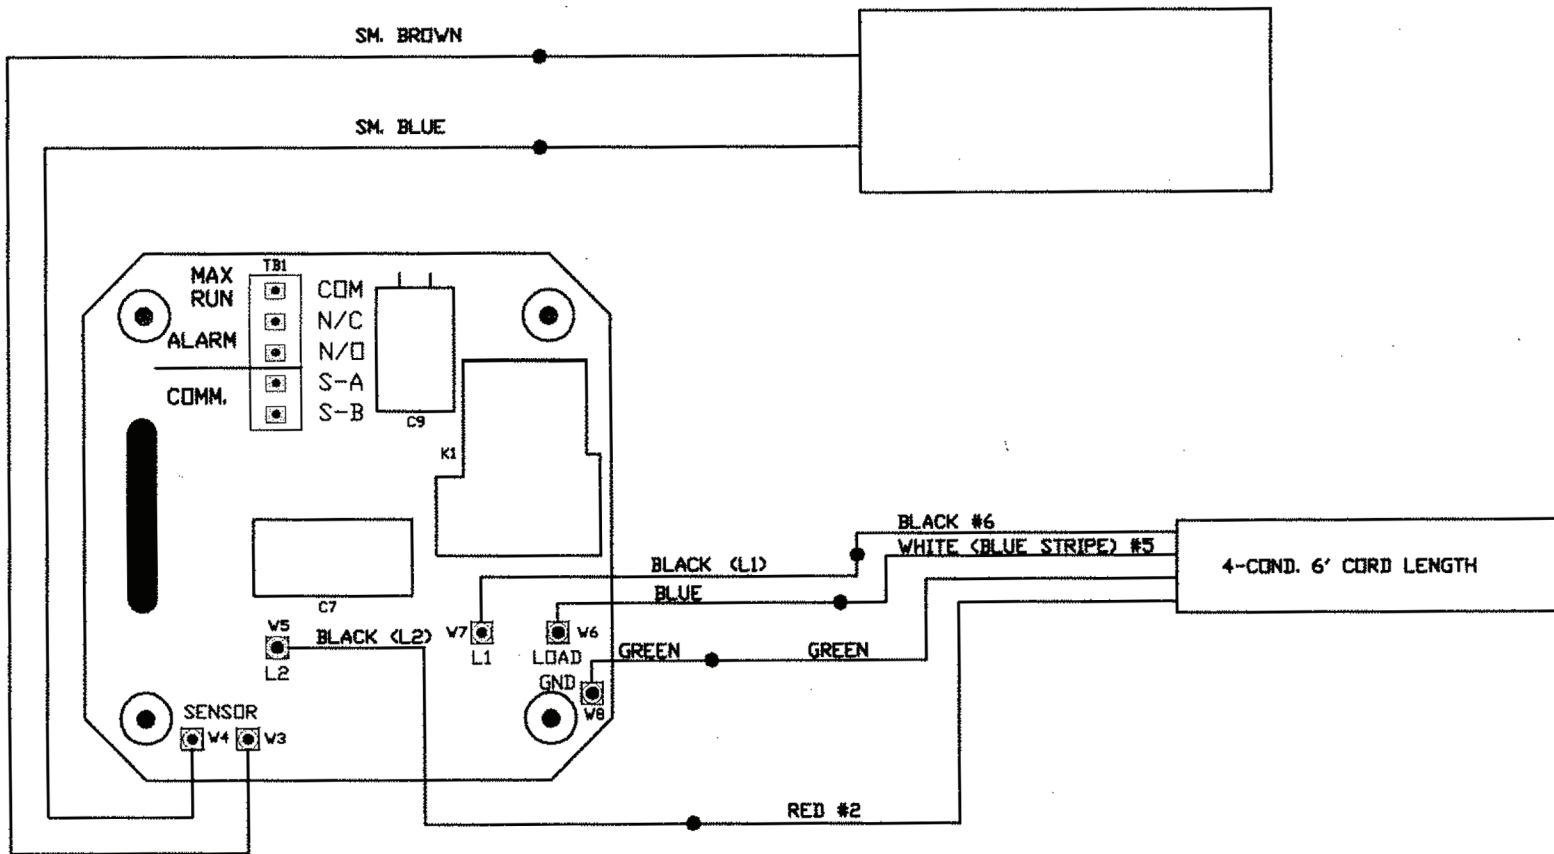 SM. BROWN
SM. BLUE
TB1
MAX
RUN
COM
N/C
ALARM
N/O
S-A
COMM.
S-B
C9
K1
BLACK #6
WHITE (BLUE STRIPE) #5
4-COND. 6' CORD LENGTH
BLACK (L1)
BLUE
C7
W5
BLACK (L2)
W7
W6
L1
LOAD
GREEN
GREEN
L2
GND
W8
SENSOR
W4
W3
RED #2